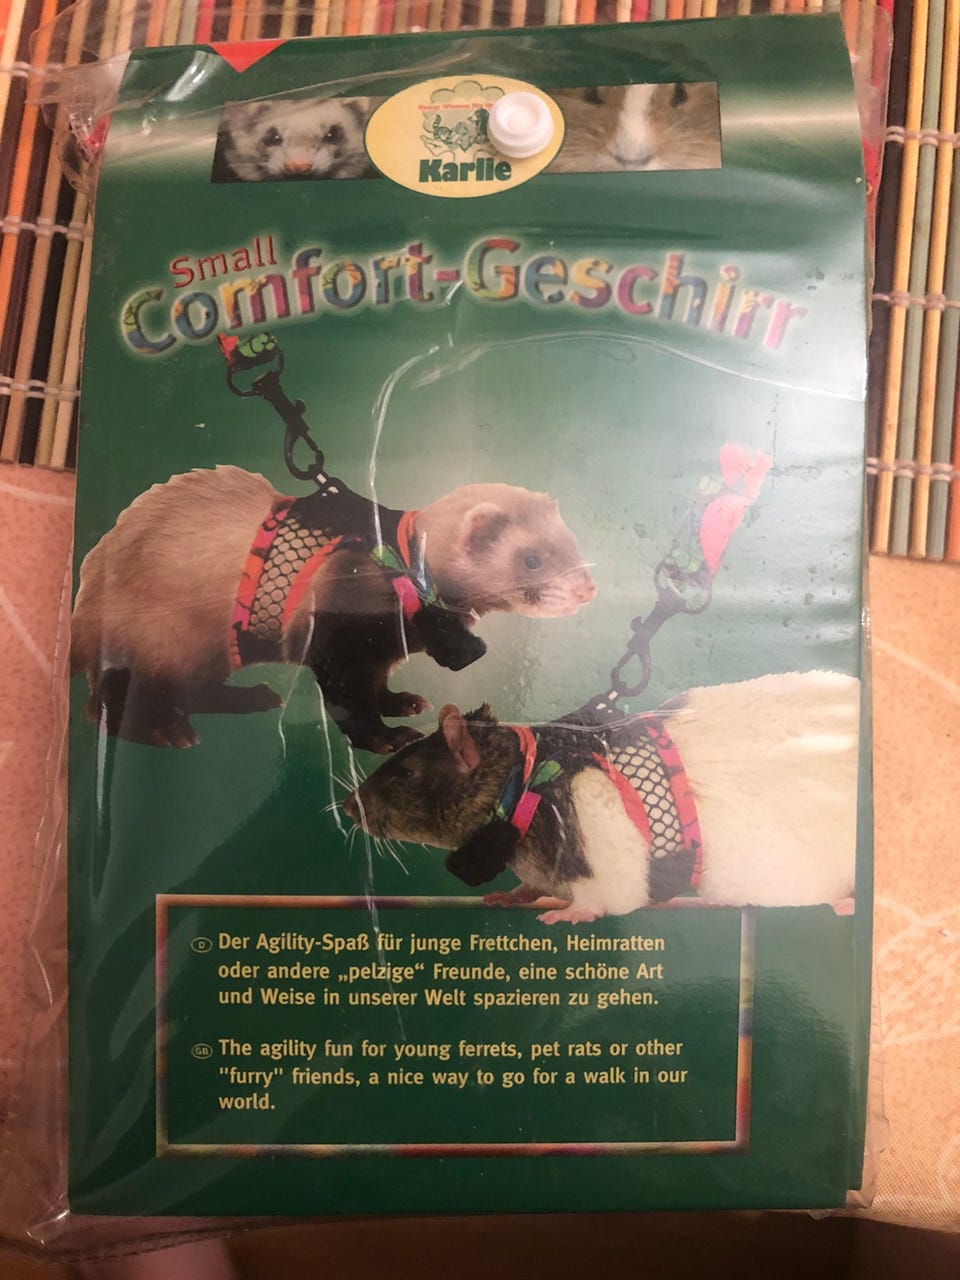 Karlie
Small
Comfort-Geschirr
D Der Agility-Spaß für junge Frettchen, Heimratten
oder andere „pelzige“ Freunde, eine schöne Art
und Weise in unserer Welt spazieren zu gehen.
GB The agility fun for young ferrets, pet rats or other
"furry" friends, a nice way to go for a walk in our
world.